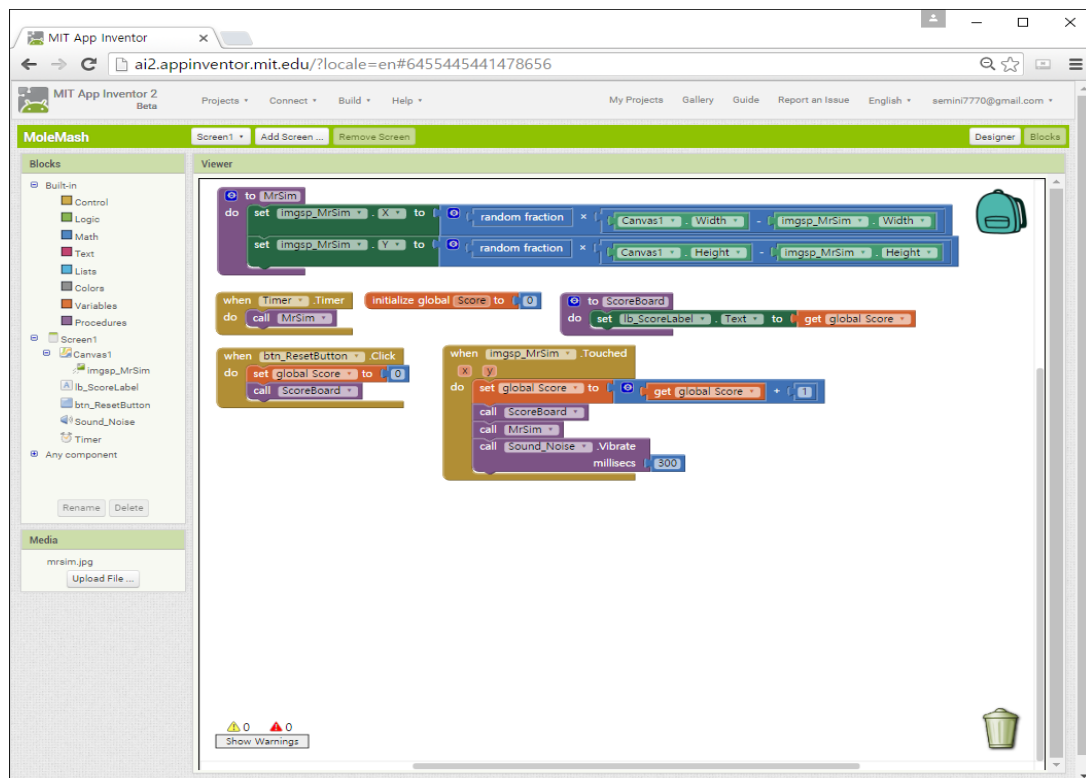 MIT App Inventor
ai2.appinventor.mit.edu/?locale=en#6455445441478656
MIT App Inventor 2
Beta
Projects Connect Build Help My Projects Gallery Guide Report an Issue English semini7770@gmail.com
MoleMash Screen1 Add Screen ... Remove Screen Designer Blocks
Blocks
Built-in
Control
Logic
Math
Text
Lists
Colors
Variables
Procedures
Screen1
Canvas1
imgsp_MrSim
lb_ScoreLabel
btn_ResetButton
Sound_Noise
Timer
Any component
Rename Delete
Media
mrsim.jpg
Upload File ...
Viewer
to MrSim
do set imgsp_MrSim . X to random fraction × Canvas1 . Width - imgsp_MrSim . Width
set imgsp_MrSim . Y to random fraction × Canvas1 . Height - imgsp_MrSim . Height
when Timer .Timer
do call MrSim
initialize global Score to 0
to ScoreBoard
do set lb_ScoreLabel . Text to get global Score
when btn_ResetButton .Click
do set global Score to 0
call ScoreBoard
when imgsp_MrSim .Touched
x y
do set global Score to get global Score + 1
call ScoreBoard
call MrSim
call Sound_Noise .Vibrate
millisecs 300
0 0
Show Warnings